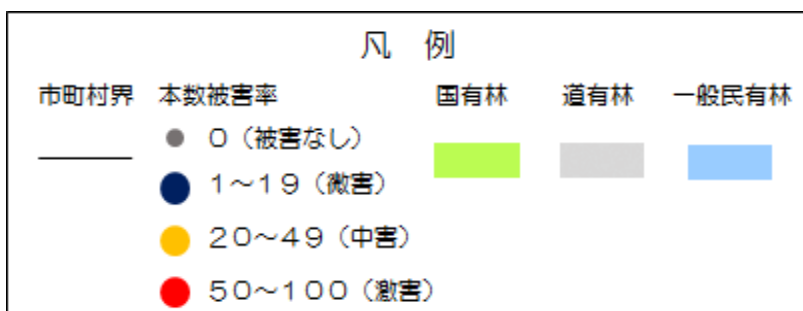 凡 例
市町村界 本数被害率 国有林 道有林 一般民有林
0（被害なし）
1～19（微害）
20～49（中害）
50～100（激害）